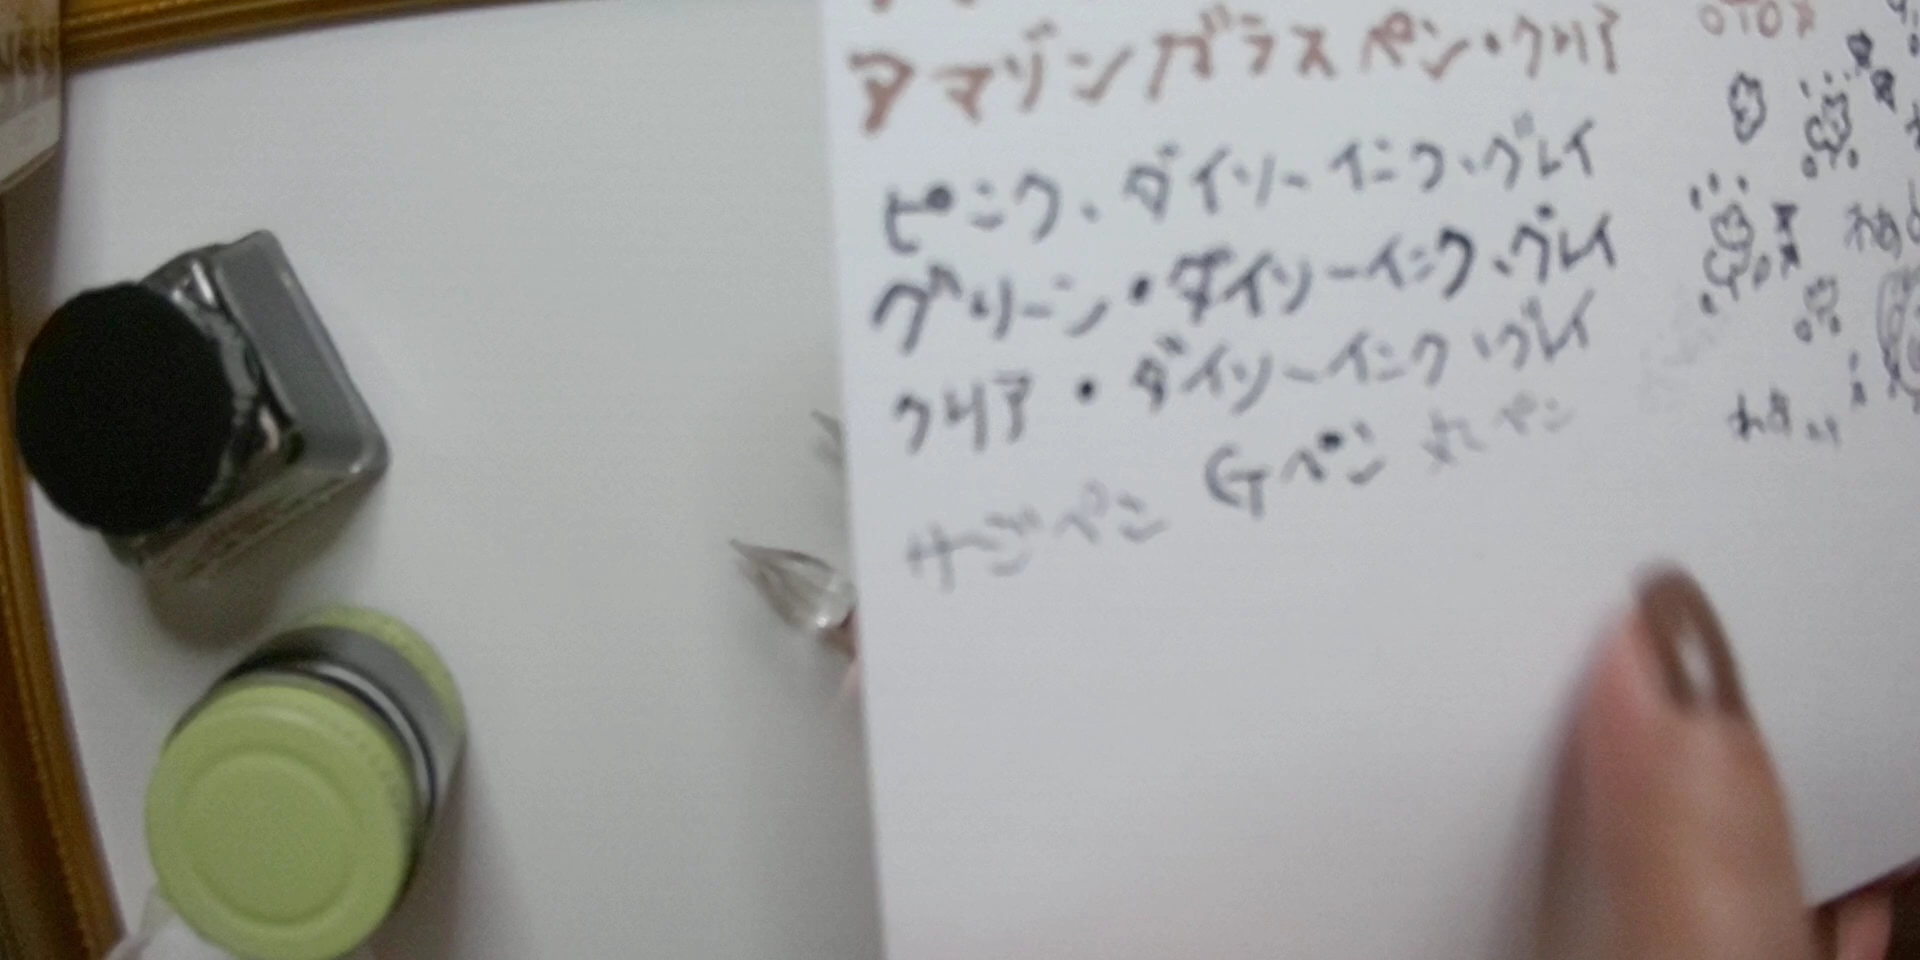 アマゾンガラスペン・クリア
ピンク、ダイソーインク、グレイ
グリーン・ダイソーインク、グレイ
クリア・ダイソーインク、グレイ
サジペン Gペン 丸ペン